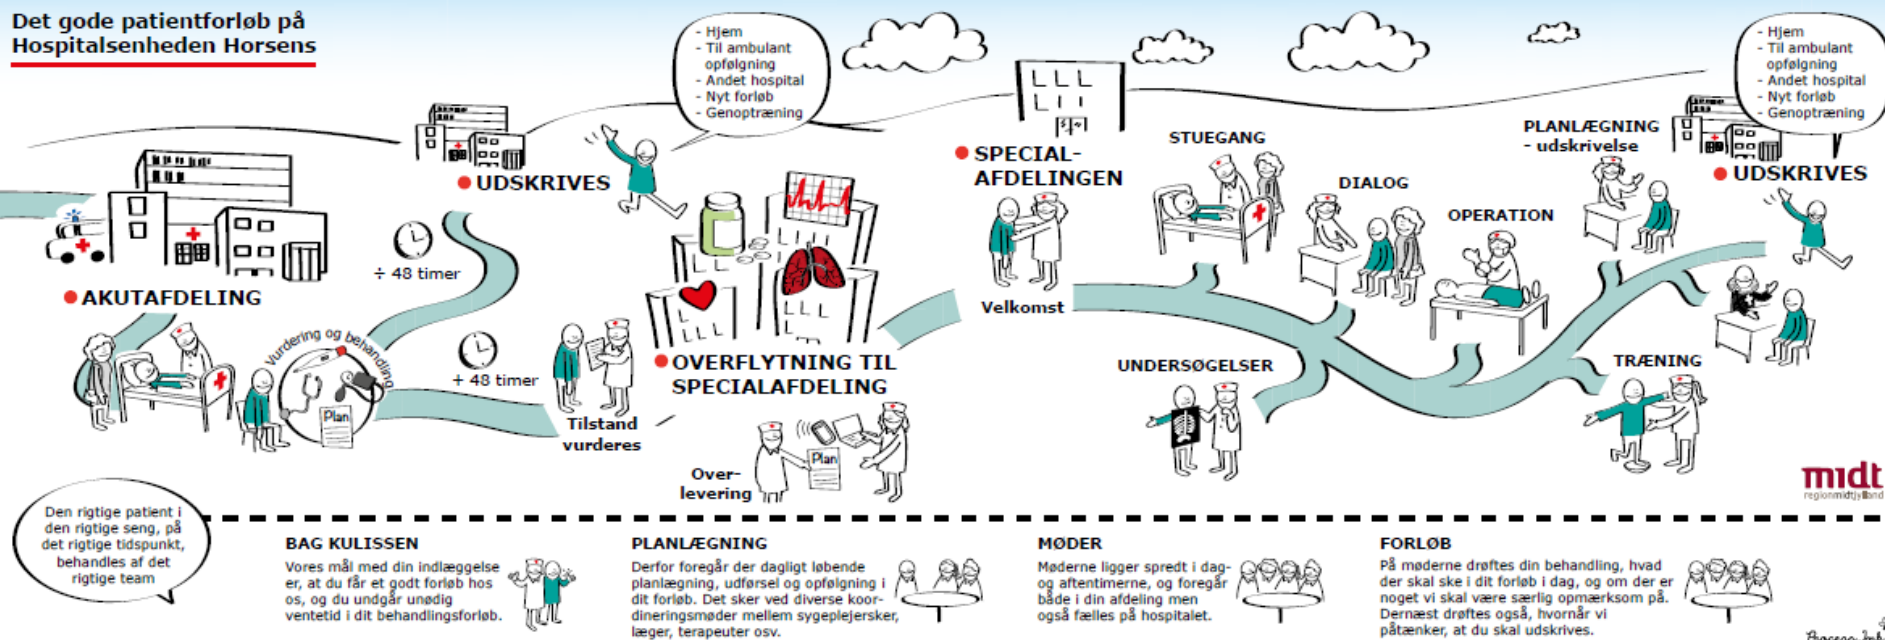 Det gode patientforløb på
Hospitalsenheden Horsens
- Hjem
- Til ambulant
opfølgning
- Andet hospital
- Nyt forløb
- Genoptræning
AKUTAFDELING
UDSKRIVES
÷ 48 timer
+ 48 timer
Vurdering og behandling
Plan
Tilstand
vurderes
OVERFLYTNING TIL
SPECIALAFDELING
Over-
levering
Plan
SPECIAL-
AFDELINGEN
Velkomst
STUEGANG
DIALOG
OPERATION
UNDERSØGELSER
PLANLÆGNING
- udskrivelse
TRÆNING
- Hjem
- Til ambulant
opfølgning
- Andet hospital
- Nyt forløb
- Genoptræning
UDSKRIVES
midt
regionmidtjylland
Den rigtige patient i
den rigtige seng, på
det rigtige tidspunkt,
behandles af det
rigtige team
BAG KULISSEN
Vores mål med din indlæggelse
er, at du får et godt forløb hos
os, og du undgår unødig
ventetid i dit behandlingsforløb.
PLANLÆGNING
Derfor foregår der dagligt løbende
planlægning, udførsel og opfølgning i
dit forløb. Det sker ved diverse koor-
dineringsmøder mellem sygeplejersker,
læger, terapeuter osv.
MØDER
Møderne ligger spredt i dag-
og aftentimerne, og foregår
både i din afdeling men
også fælles på hospitalet.
FORLØB
På møderne drøftes din behandling, hvad
der skal ske i dit forløb i dag, og om der er
noget vi skal være særlig opmærksom på.
Dernæst drøftes også, hvornår vi
påtænker, at du skal udskrives.